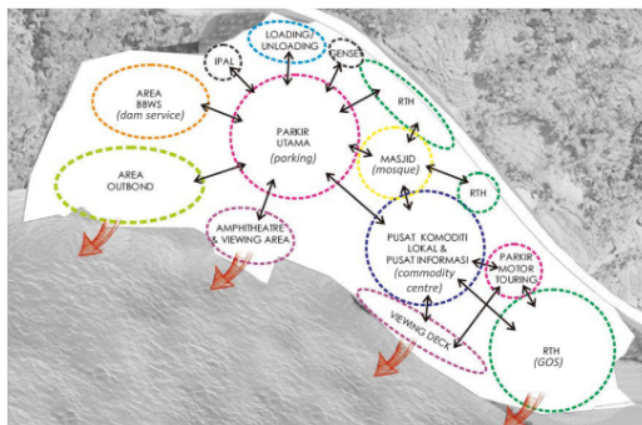 LOADING/
UNLOADING
IPAL
GENSET
AREA
BBWS
(dam service)
RTH
PARKIR
UTAMA
(parking)
MASJID
(mosque)
AREA
OUTBOND
RTH
AMPHITHEATRE
& VIEWING AREA
PUSAT KOMODITI
LOKAL &
PUSAT INFORMASI
(commodity
centre)
PARKIR
MOTOR
TOURING
VIEWING DECK
RTH
(GOS)